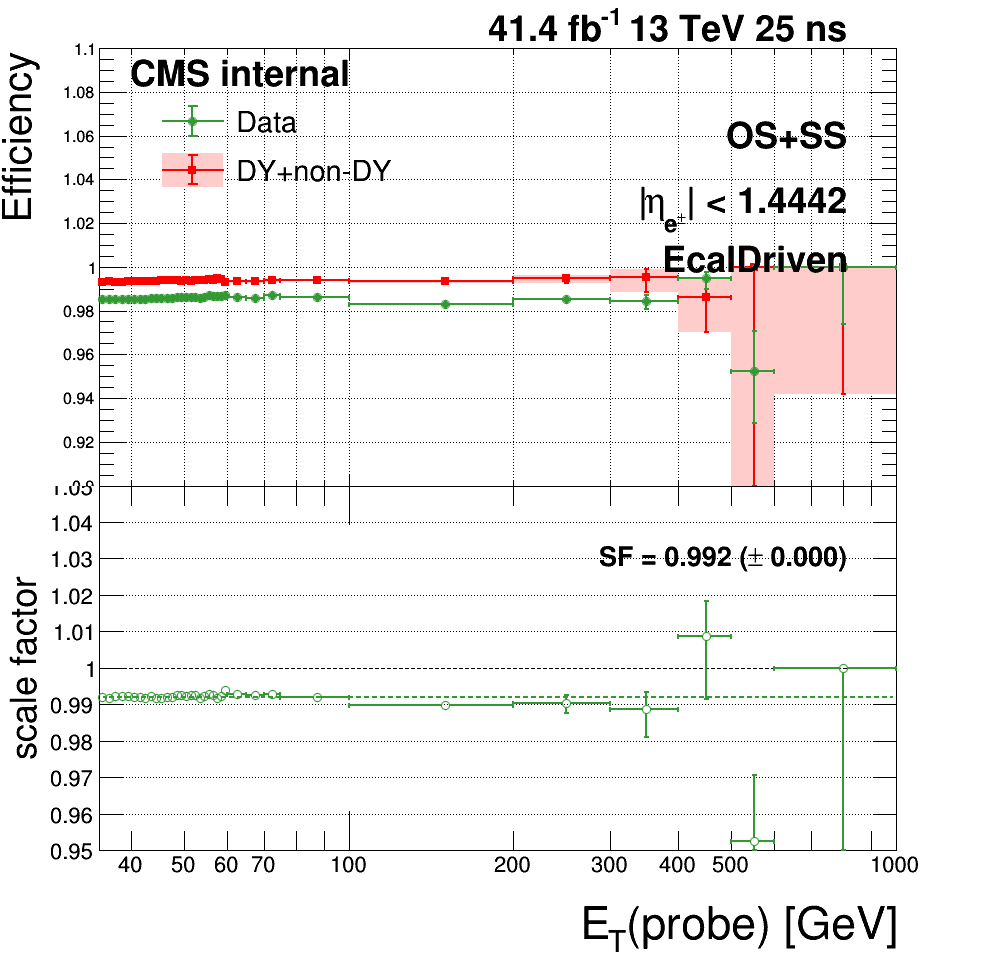 41.4 fb-1 13 TeV 25 ns
Efficiency
1.1
1.08
1.06
1.04
1.02
1
0.98
0.96
0.94
0.92
CMS internal
Data
DY+non-DY
OS+SS
|ηe±| < 1.4442
EcalDriven
scale factor
1.04
1.03
1.02
1.01
1
0.99
0.98
0.97
0.96
0.95
SF = 0.992 (± 0.000)
40 50 60 70 100 200 300 400 500 1000
ET(probe) [GeV]